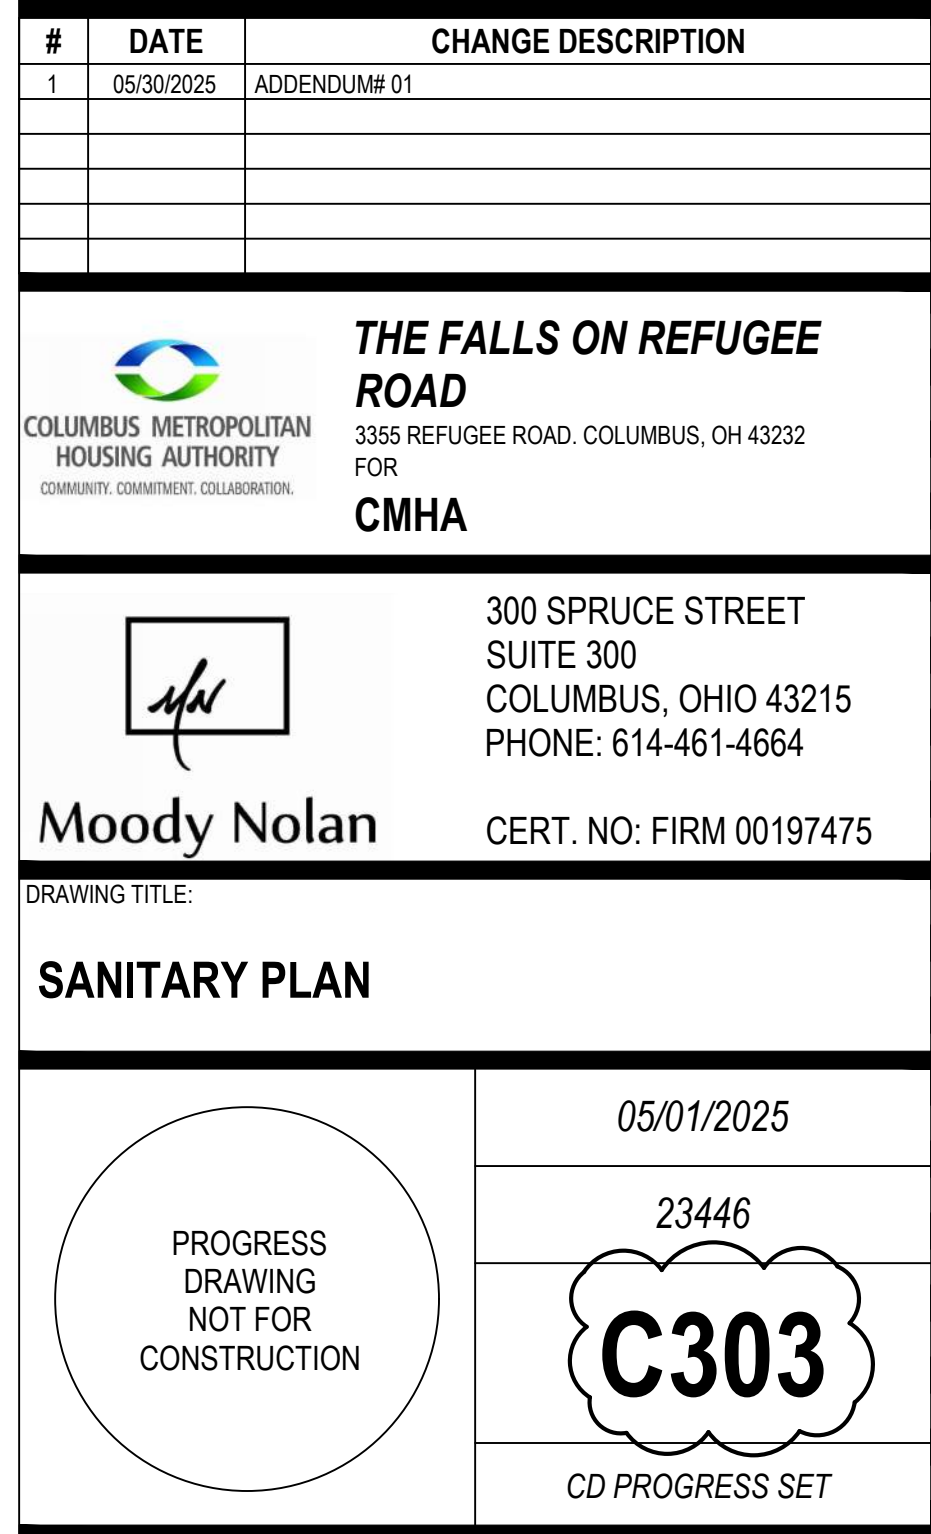 # DATE CHANGE DESCRIPTION
1 05/30/2025 ADDENDUM# 01
COLUMBUS METROPOLITAN
HOUSING AUTHORITY
COMMUNITY. COMMITMENT. COLLABORATION.
THE FALLS ON REFUGEE
ROAD
3355 REFUGEE ROAD. COLUMBUS, OH 43232
FOR
CMHA
MN
Moody Nolan
300 SPRUCE STREET
SUITE 300
COLUMBUS, OHIO 43215
PHONE: 614-461-4664
CERT. NO: FIRM 00197475
DRAWING TITLE:
SANITARY PLAN
PROGRESS
DRAWING
NOT FOR
CONSTRUCTION
05/01/2025
23446
C303
CD PROGRESS SET